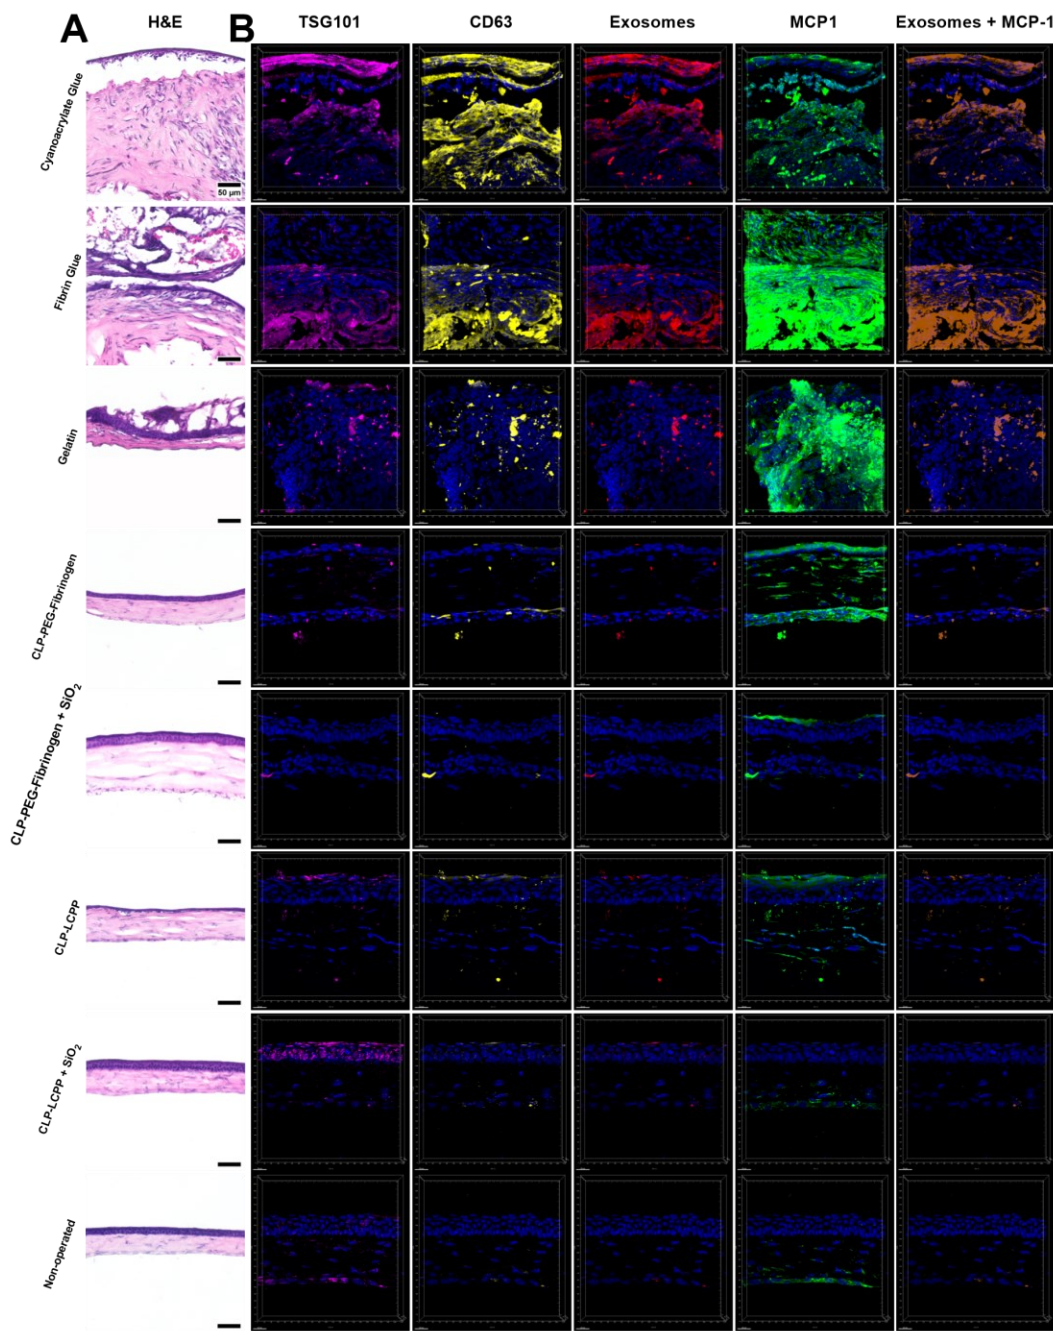 A H&E B TSG101 CD63 Exosomes MCP1 Exosomes + MCP-1
Cyanoacrylate Glue
50 µm
Fibrin Glue
Gelatin
CLP-PEG-Fibrinogen
CLP-PEG-Fibrinogen + SiO₂
CLP-LCPP
CLP-LCPP + SiO₂
Non-operated